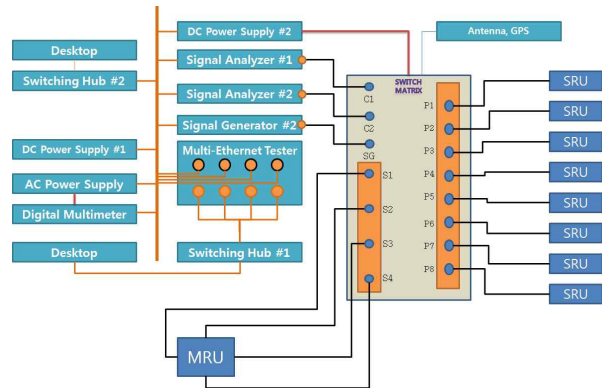 DC Power Supply #2
Antenna, GPS
Desktop
Signal Analyzer #1
Switching Hub #2
Signal Analyzer #2
Signal Generator #2
DC Power Supply #1
Multi-Ethernet Tester
AC Power Supply
Digital Multimeter
Desktop
Switching Hub #1
SWITCH
MATRIX
C1
C2
SG
S1
S2
S3
S4
P1
P2
P3
P4
P5
P6
P7
P8
SRU
SRU
SRU
SRU
SRU
SRU
SRU
SRU
MRU